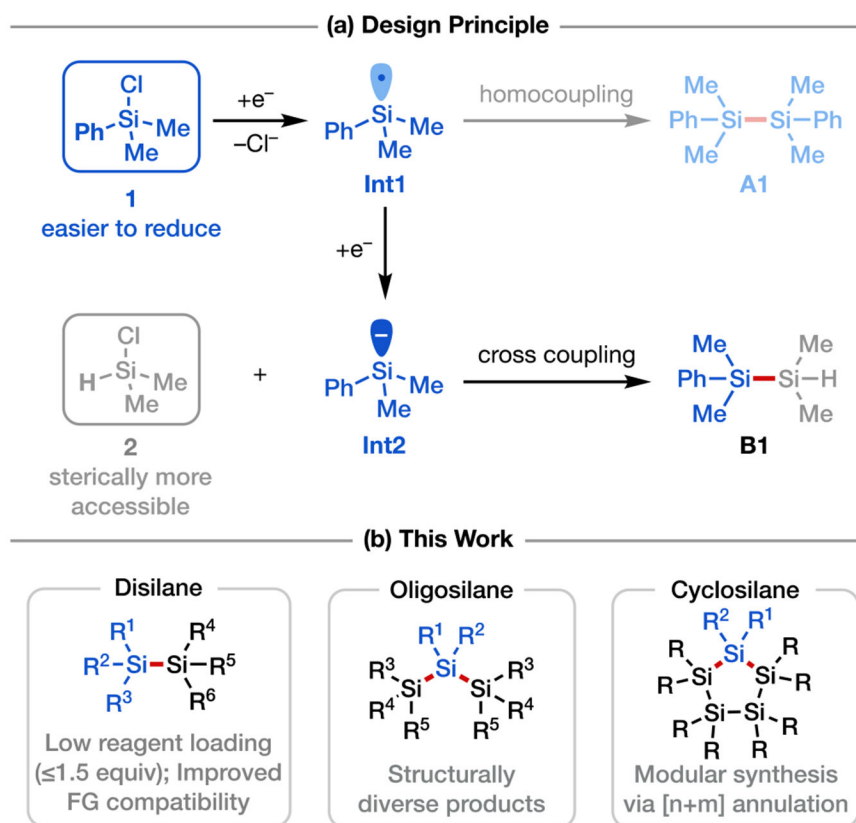 (a) Design Principle
Cl
Ph Si Me
Me
1
easier to reduce
+e⁻
–Cl⁻
•
Ph Si Me
Me
Int1
homocoupling
Me Me
Ph Si Si Ph
Me Me
A1
+e⁻
Cl
H Si Me
Me
2
sterically more
accessible
+
–
Ph Si Me
Me
Int2
cross coupling
Me Me
Ph Si Si H
Me Me
B1
(b) This Work
Disilane
R¹ R⁴
R² Si Si R⁵
R³ R⁶
Low reagent loading
(≤1.5 equiv); Improved
FG compatibility
Oligosilane
R¹ R²
R³ Si R³
R⁴ Si Si R⁴
R⁵ R⁵
Structurally
diverse products
Cyclosilane
R² R¹
R Si R
R Si Si R
R Si Si R
R R
Modular synthesis
via [n+m] annulation